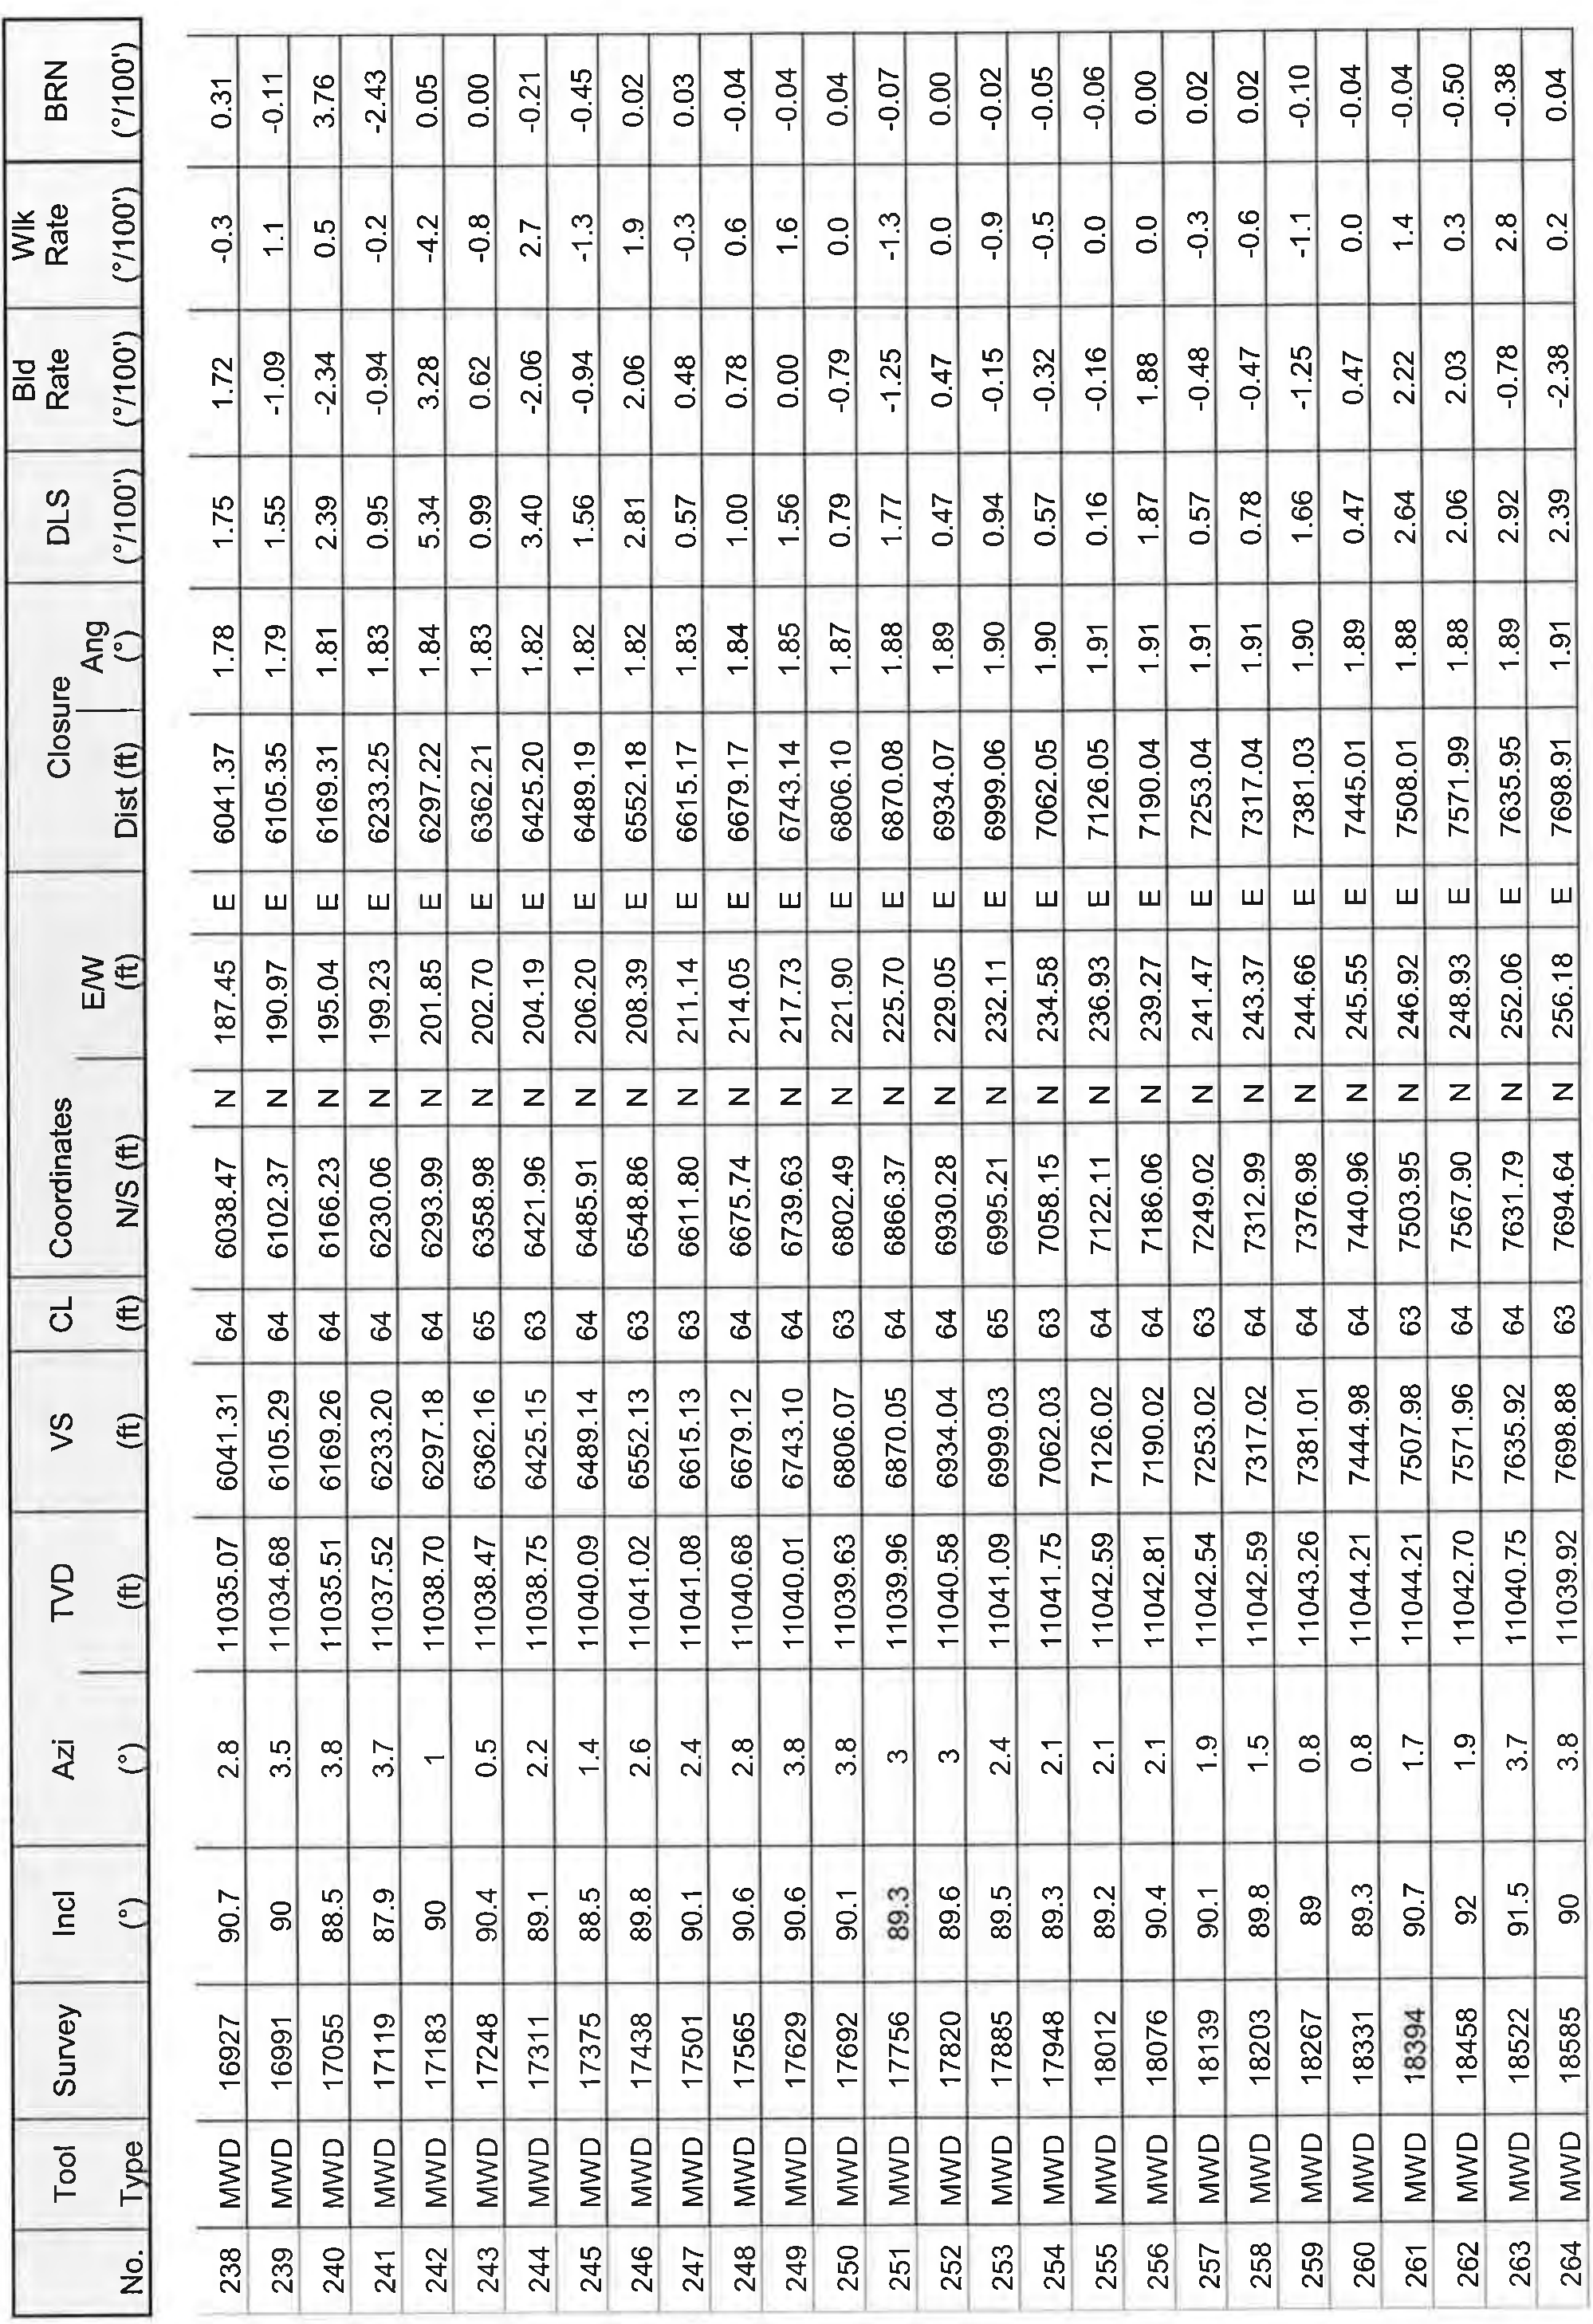 Tool Survey Incl Azi TVD VS CL Coordinates Closure DLS Bld Rate Wlk Rate BRN
No. Type (°) (°) (ft) (ft) (ft) N/S (ft) E/W (ft) Dist (ft) Ang (°) (°/100') (°/100') (°/100') (°/100')
238 MWD 16927 90.7 2.8 11035.07 6041.31 64 6038.47 N 187.45 E 6041.37 1.78 1.75 1.72 -0.3 0.31
239 MWD 16991 90 3.5 11034.68 6105.29 64 6102.37 N 190.97 E 6105.35 1.79 1.55 -1.09 1.1 -0.11
240 MWD 17055 88.5 3.8 11035.51 6169.26 64 6166.23 N 195.04 E 6169.31 1.81 2.39 -2.34 0.5 3.76
241 MWD 17119 87.9 3.7 11037.52 6233.20 64 6230.06 N 199.23 E 6233.25 1.83 0.95 -0.94 -0.2 -2.43
242 MWD 17183 90 1 11038.70 6297.18 64 6293.99 N 201.85 E 6297.22 1.84 5.34 3.28 -4.2 0.05
243 MWD 17248 90.4 0.5 11038.47 6362.16 65 6358.98 N 202.70 E 6362.21 1.83 0.99 0.62 -0.8 0.00
244 MWD 17311 89.1 2.2 11038.75 6425.15 63 6421.96 N 204.19 E 6425.20 1.82 3.40 -2.06 2.7 -0.21
245 MWD 17375 88.5 1.4 11040.09 6489.14 64 6485.91 N 206.20 E 6489.19 1.82 1.56 -0.94 -1.3 -0.45
246 MWD 17438 89.8 2.6 11041.02 6552.13 63 6548.86 N 208.39 E 6552.18 1.82 2.81 2.06 1.9 0.02
247 MWD 17501 90.1 2.4 11041.08 6615.13 63 6611.80 N 211.14 E 6615.17 1.83 0.57 0.48 -0.3 0.03
248 MWD 17565 90.6 2.8 11040.68 6679.12 64 6675.74 N 214.05 E 6679.17 1.84 1.00 0.78 0.6 -0.04
249 MWD 17629 90.6 3.8 11040.01 6743.10 64 6739.63 N 217.73 E 6743.14 1.85 1.56 0.00 1.6 -0.04
250 MWD 17692 90.1 3.8 11039.63 6806.07 63 6802.49 N 221.90 E 6806.10 1.87 0.79 -0.79 0.0 0.04
251 MWD 17756 89.3 3 11039.96 6870.05 64 6866.37 N 225.70 E 6870.08 1.88 1.77 -1.25 -1.3 -0.07
252 MWD 17820 89.6 3 11040.58 6934.04 64 6930.28 N 229.05 E 6934.07 1.89 0.47 0.47 0.0 0.00
253 MWD 17885 89.5 2.4 11041.09 6999.03 65 6995.21 N 232.11 E 6999.06 1.90 0.94 -0.15 -0.9 -0.02
254 MWD 17948 89.3 2.1 11041.75 7062.03 63 7058.15 N 234.58 E 7062.05 1.90 0.57 -0.32 -0.5 -0.05
255 MWD 18012 89.2 2.1 11042.59 7126.02 64 7122.11 N 236.93 E 7126.05 1.91 0.16 -0.16 0.0 -0.06
256 MWD 18076 90.4 2.1 11042.81 7190.02 64 7186.06 N 239.27 E 7190.04 1.91 1.87 1.88 0.0 0.00
257 MWD 18139 90.1 1.9 11042.54 7253.02 63 7249.02 N 241.47 E 7253.04 1.91 0.57 -0.48 -0.3 0.02
258 MWD 18203 89.8 1.5 11042.59 7317.02 64 7312.99 N 243.37 E 7317.04 1.91 0.78 -0.47 -0.6 0.02
259 MWD 18267 89 0.8 11043.26 7381.01 64 7376.98 N 244.66 E 7381.03 1.90 1.66 -1.25 -1.1 -0.10
260 MWD 18331 89.3 0.8 11044.21 7444.98 64 7440.96 N 245.55 E 7445.01 1.89 0.47 0.47 0.0 -0.04
261 MWD 18394 90.7 1.7 11044.21 7507.98 63 7503.95 N 246.92 E 7508.01 1.88 2.64 2.22 1.4 -0.04
262 MWD 18458 92 1.9 11042.70 7571.96 64 7567.90 N 248.93 E 7571.99 1.88 2.06 2.03 0.3 -0.50
263 MWD 18522 91.5 3.7 11040.75 7635.92 64 7631.79 N 252.06 E 7635.95 1.89 2.92 -0.78 2.8 -0.38
264 MWD 18585 90 3.8 11039.92 7698.88 63 7694.64 N 256.18 E 7698.91 1.91 2.39 -2.38 0.2 0.04